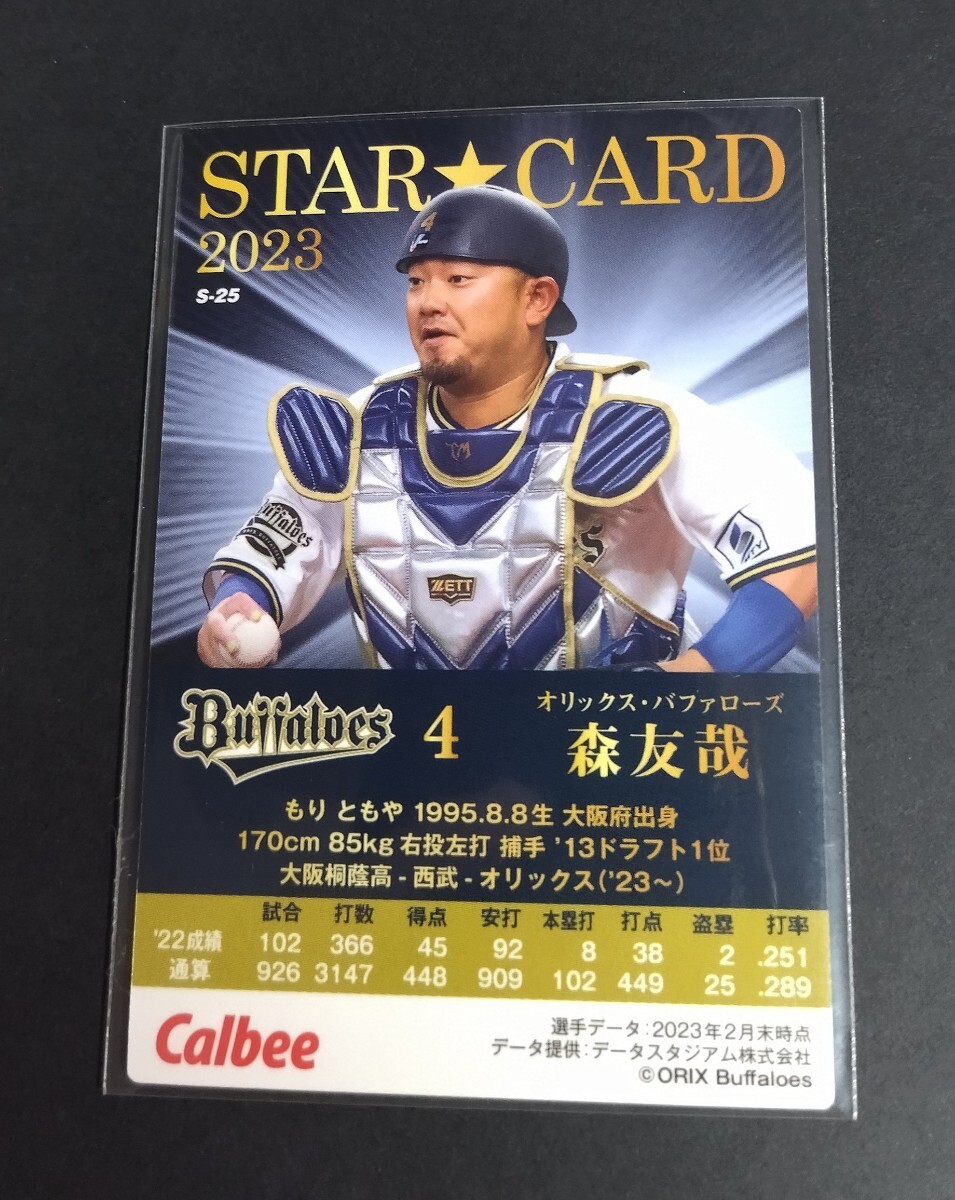 STAR★CARD
2023
S-25
4
Buffaloes
ZETT
Buffaloes 4 オリックス・バファローズ
森友哉
もり ともや 1995.8.8生 大阪府出身
170cm 85kg 右投左打 捕手 '13ドラフト1位
大阪桐蔭高 - 西武 - オリックス('23～)
試合 打数 得点 安打 本塁打 打点 盗塁 打率
'22成績 102 366 45 92 8 38 2 .251
通算 926 3147 448 909 102 449 25 .289
Calbee
選手データ:2023年2月末時点
データ提供:データスタジアム株式会社
©ORIX Buffaloes